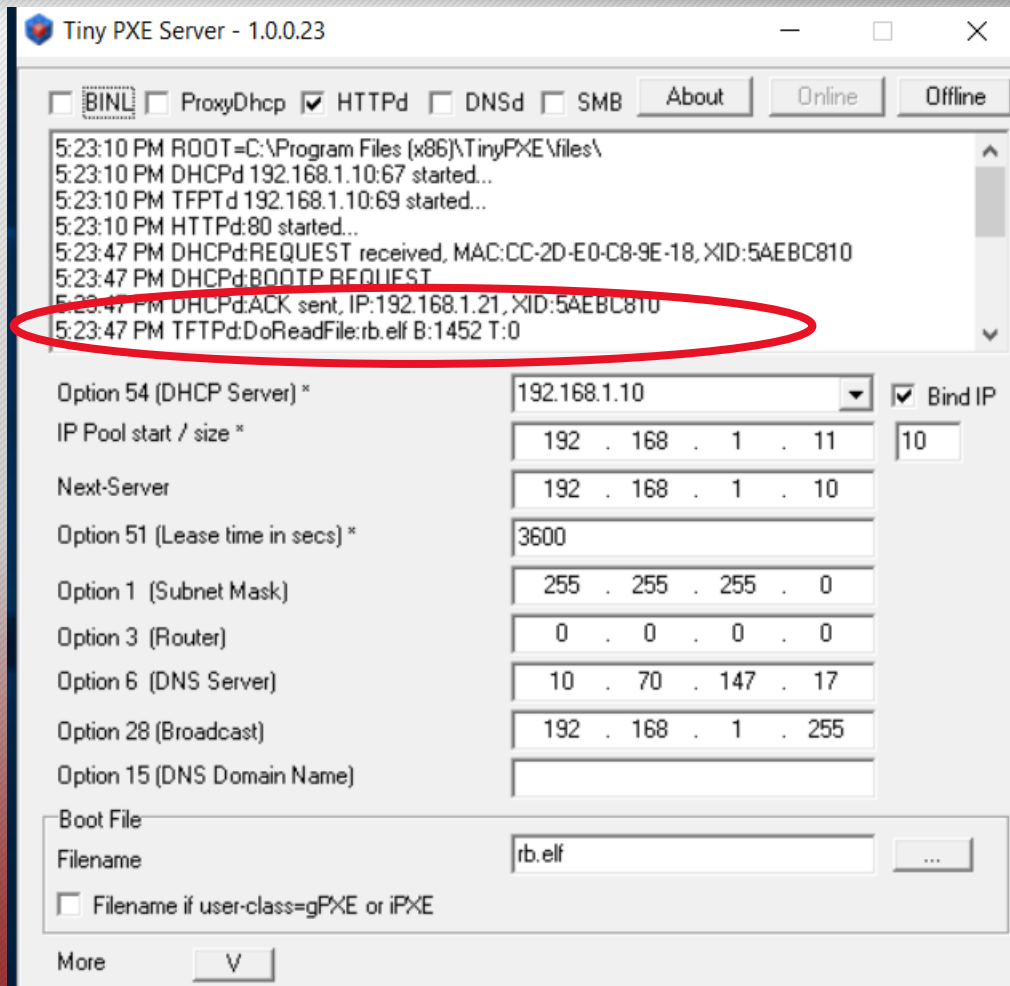 Tiny PXE Server - 1.0.0.23
BINL ProxyDhcp HTTPd DNSd SMB About Online Offline
5:23:10 PM ROOT=C:\Program Files (x86)\TinyPXE\files\
5:23:10 PM DHCPd 192.168.1.10:67 started...
5:23:10 PM TFPTd 192.168.1.10:69 started...
5:23:10 PM HTTPd:80 started...
5:23:47 PM DHCPd:REQUEST received, MAC:CC-2D-E0-C8-9E-18, XID:5AEBC810
5:23:47 PM DHCPd:BOOTP REQUEST
5:23:47 PM DHCPd:ACK sent, IP:192.168.1.21, XID:5AEBC810
5:23:47 PM TFTPd:DoReadFile:rb.elf B:1452 T:0
Option 54 (DHCP Server) * 192.168.1.10 Bind IP
IP Pool start / size * 192 . 168 . 1 . 11 10
Next-Server 192 . 168 . 1 . 10
Option 51 (Lease time in secs) * 3600
Option 1 (Subnet Mask) 255 . 255 . 255 . 0
Option 3 (Router) 0 . 0 . 0 . 0
Option 6 (DNS Server) 10 . 70 . 147 . 17
Option 28 (Broadcast) 192 . 168 . 1 . 255
Option 15 (DNS Domain Name)
Boot File
Filename rb.elf ...
Filename if user-class=gPXE or iPXE
More V